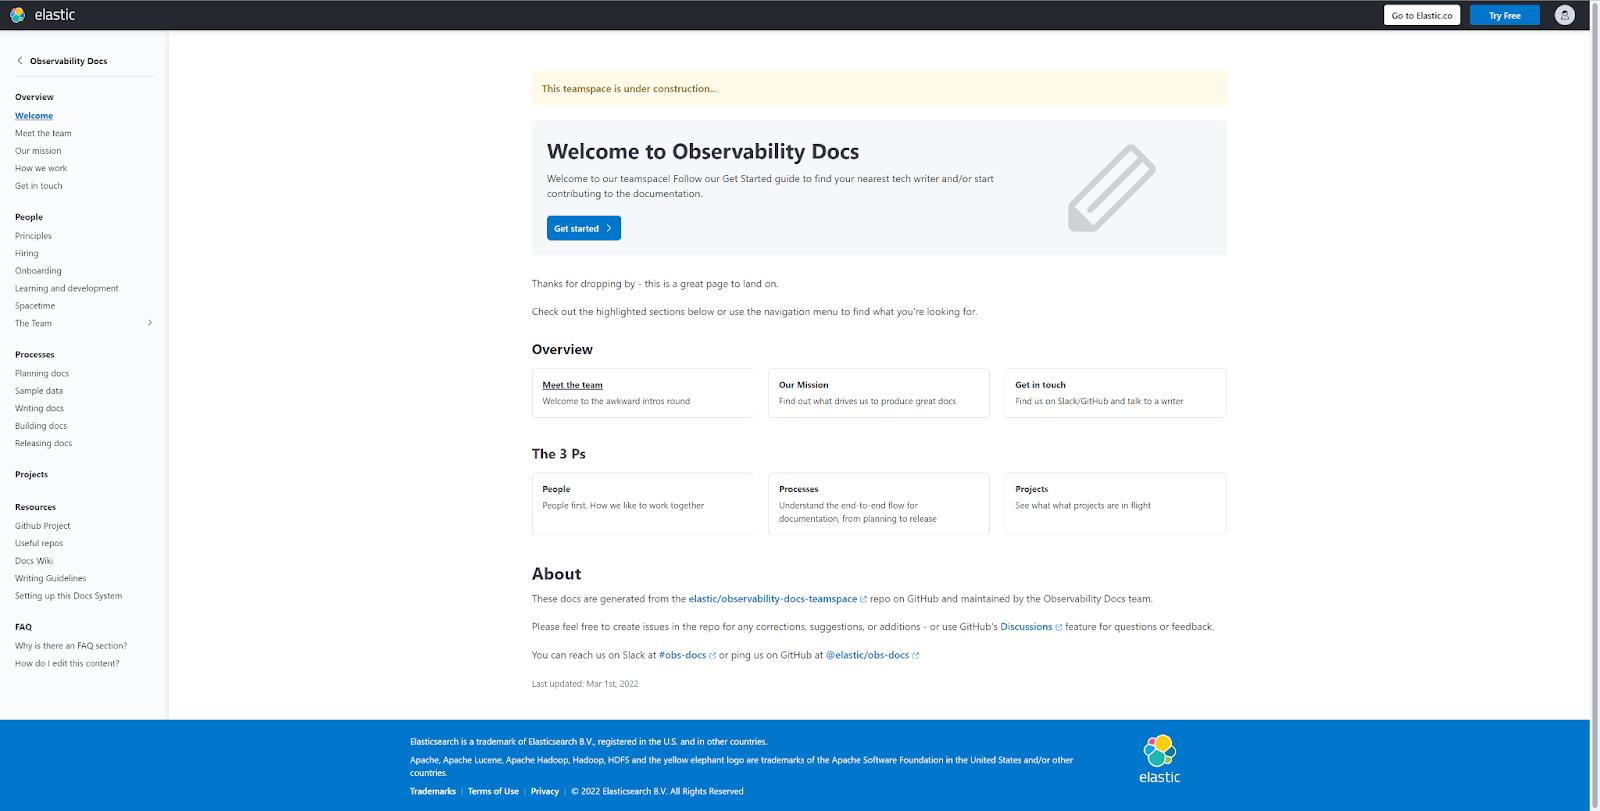 elastic
Go to Elastic.co
Try Free
Observability Docs
Overview
Welcome
Meet the team
Our mission
How we work
Get in touch
People
Principles
Hiring
Onboarding
Learning and development
Spacetime
The Team
Processes
Planning docs
Sample data
Writing docs
Building docs
Releasing docs
Projects
Resources
Github Project
Useful repos
Docs Wiki
Writing Guidelines
Setting up this Docs System
FAQ
Why is there an FAQ section?
How do I edit this content?
This teamspace is under construction...
Welcome to Observability Docs
Welcome to our teamspace! Follow our Get Started guide to find your nearest tech writer and/or start
contributing to the documentation.
Get started
Thanks for dropping by - this is a great page to land on.
Check out the highlighted sections below or use the navigation menu to find what you're looking for.
Overview
Meet the team
Welcome to the awkward intros round
Our Mission
Find out what drives us to produce great docs
Get in touch
Find us on Slack/GitHub and talk to a writer
The 3 Ps
People
People first. How we like to work together
Processes
Understand the end-to-end flow for
documentation, from planning to release
Projects
See what what projects are in flight
About
These docs are generated from the elastic/observability-docs-teamspace repo on GitHub and maintained by the Observability Docs team.
Please feel free to create issues in the repo for any corrections, suggestions, or additions - or use GitHub's Discussions feature for questions or feedback.
You can reach us on Slack at #obs-docs or ping us on GitHub at @elastic/obs-docs
Last updated: Mar 1st, 2022
Elasticsearch is a trademark of Elasticsearch B.V., registered in the U.S. and in other countries.
Apache, Apache Lucene, Apache Hadoop, Hadoop, HDFS and the yellow elephant logo are trademarks of the Apache Software Foundation in the United States and/or other
countries.
Trademarks | Terms of Use | Privacy | © 2022 Elasticsearch B.V. All Rights Reserved
elastic